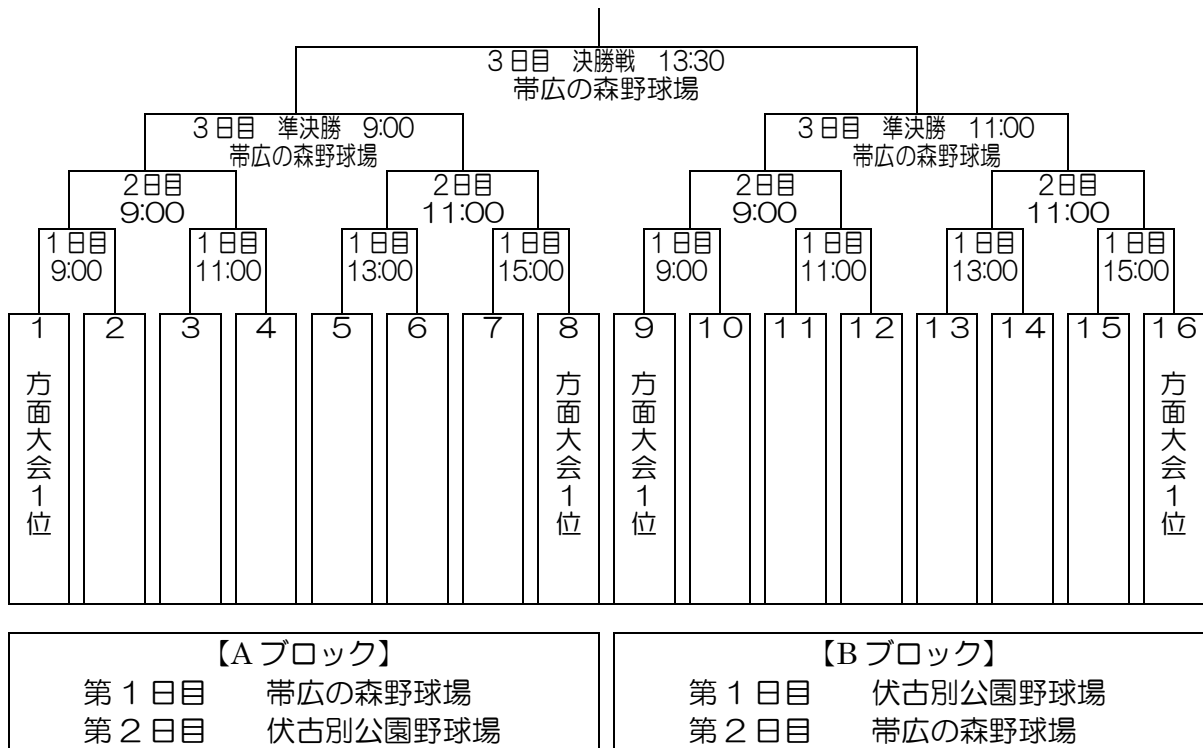 3日目 決勝戦 13:30
帯広の森野球場
3日目 準決勝 9:00
帯広の森野球場
3日目 準決勝 11:00
帯広の森野球場
2日目
9:00
2日目
11:00
2日目
9:00
2日目
11:00
1日目
9:00
1日目
11:00
1日目
13:00
1日目
15:00
1日目
9:00
1日目
11:00
1日目
13:00
1日目
15:00
1 2 3 4 5 6 7 8 9 10 11 12 13 14 15 16
方面大会1位
方面大会1位
方面大会1位
方面大会1位
【Aブロック】
第1日目 帯広の森野球場
第2日目 伏古別公園野球場
【Bブロック】
第1日目 伏古別公園野球場
第2日目 帯広の森野球場